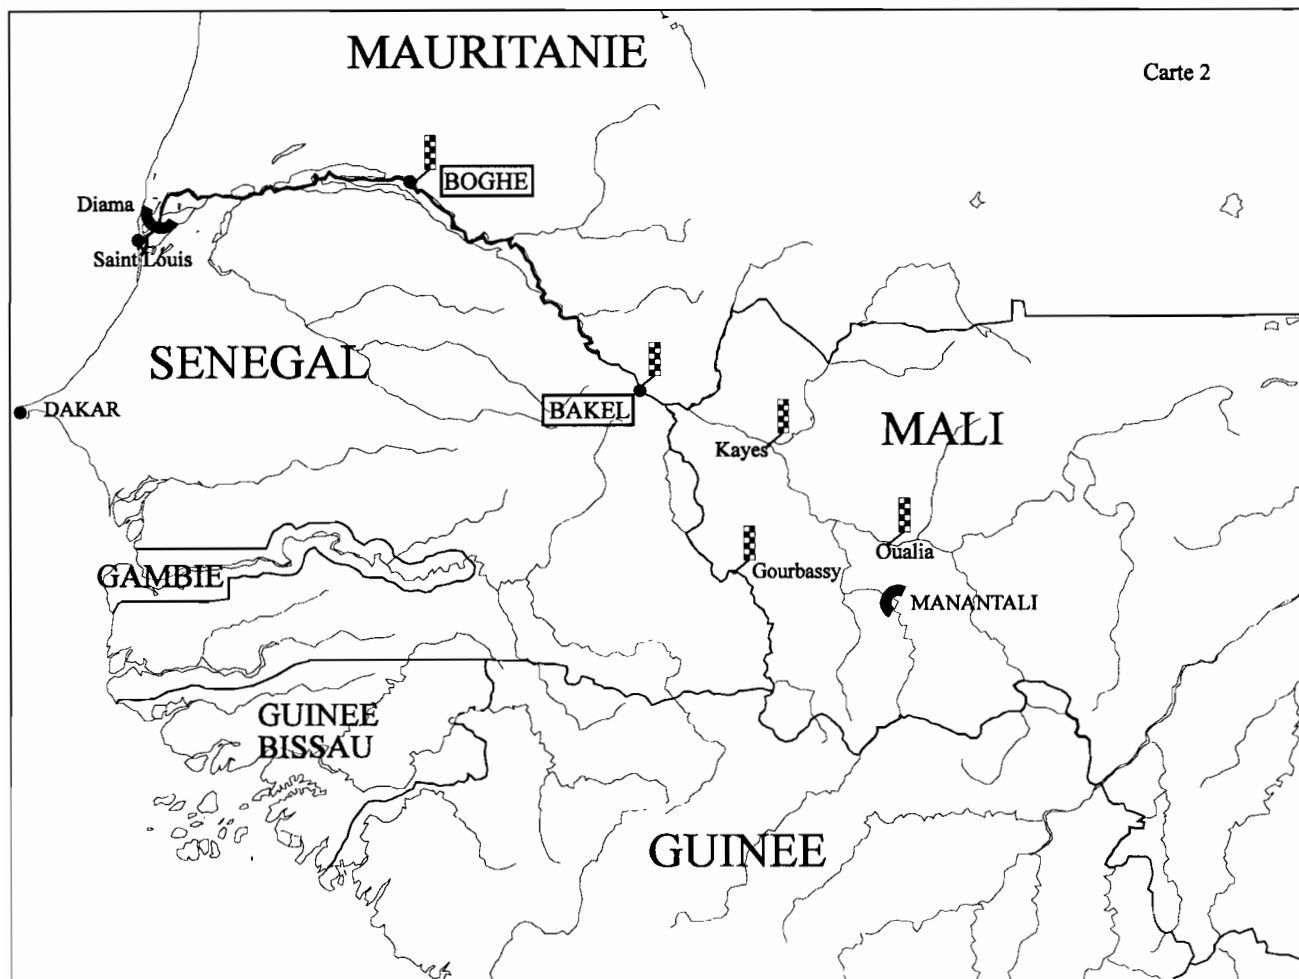 MAURITANIE
Carte 2
BOGHE
Diama
Saint Louis
SENEGAL
DAKAR
BAKEL
MALI
Kayes
Oualia
Gourbassy
GAMBIE
MANANTALI
GUINEE
BISSAU
GUINEE